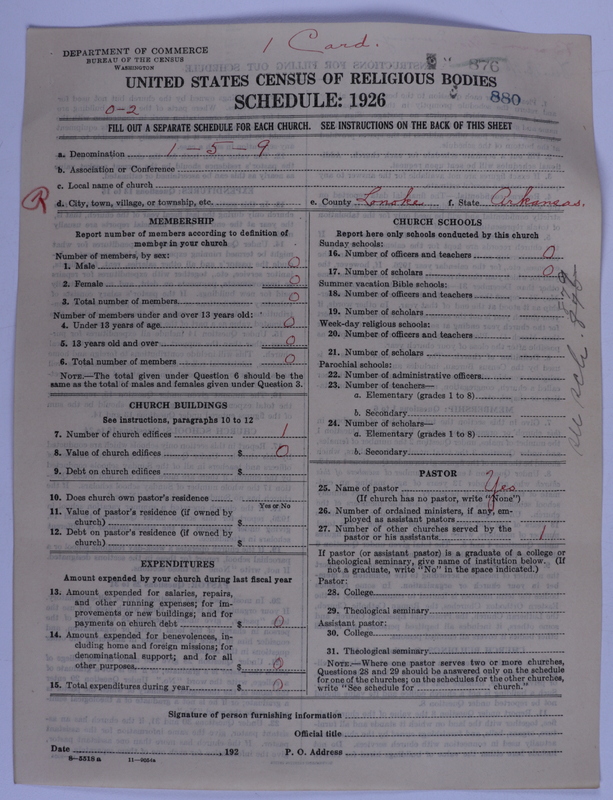 1 Card.
DEPARTMENT OF COMMERCE
BUREAU OF THE CENSUS
WASHINGTON
876
UNITED STATES CENSUS OF RELIGIOUS BODIES
SCHEDULE: 1926
880
0-2
FILL OUT A SEPARATE SCHEDULE FOR EACH CHURCH. SEE INSTRUCTIONS ON THE BACK OF THIS SHEET
a. Denomination 1-5-9
b. Association or Conference
c. Local name of church
R
d. City, town, village, or township, etc. e. County Lonoke f. State Arkansas.
MEMBERSHIP
Report number of members according to definition of
member in your church
Number of members, by sex:
1. Male 0
2. Female 0
3. Total number of members 0
Number of members under and over 13 years old:
4. Under 13 years of age 0
5. 13 years old and over 0
6. Total number of members 0
NOTE.—The total given under Question 6 should be the
same as the total of males and females given under Question 3.
CHURCH BUILDINGS
See instructions, paragraphs 10 to 12
7. Number of church edifices 1
8. Value of church edifices $ 0
9. Debt on church edifices $
10. Does church own pastor's residence
Yes or No
11. Value of pastor's residence (if owned by
church) $
12. Debt on pastor's residence (if owned by
church) $
EXPENDITURES
Amount expended by your church during last fiscal year
13. Amount expended for salaries, repairs,
and other running expenses; for im-
provements or new buildings; and for
payments on church debt $ 0
14. Amount expended for benevolences, in-
cluding home and foreign missions; for
denominational support; and for all
other purposes $ 0
15. Total expenditures during year $ 0
CHURCH SCHOOLS
Report here only schools conducted by this church
Sunday schools:
16. Number of officers and teachers 0
17. Number of scholars 0
Summer vacation Bible schools:
18. Number of officers and teachers
19. Number of scholars
Week-day religious schools:
20. Number of officers and teachers
21. Number of scholars
Parochial schools:
22. Number of administrative officers
23. Number of teachers—
a. Elementary (grades 1 to 8)
b. Secondary
24. Number of scholars—
a. Elementary (grades 1 to 8)
b. Secondary
PASTOR
25. Name of pastor Yes
(If church has no pastor, write "None")
26. Number of ordained ministers, if any, em-
ployed as assistant pastors
27. Number of other churches served by the
pastor or his assistants 1
If pastor (or assistant pastor) is a graduate of a college or
theological seminary, give name of institution below. (If
not a graduate, write "No" in the space indicated.)
Pastor:
28. College
29. Theological seminary
Assistant pastor:
30. College
31. Theological seminary
NOTE.—Where one pastor serves two or more churches,
Questions 28 and 29 should be answered only on the schedule
for one of the churches; on the schedules for the other churches,
write "See schedule for church."
Signature of person furnishing information
Official title
Date , 192 P. O. Address
8-5318 a 11-9054a